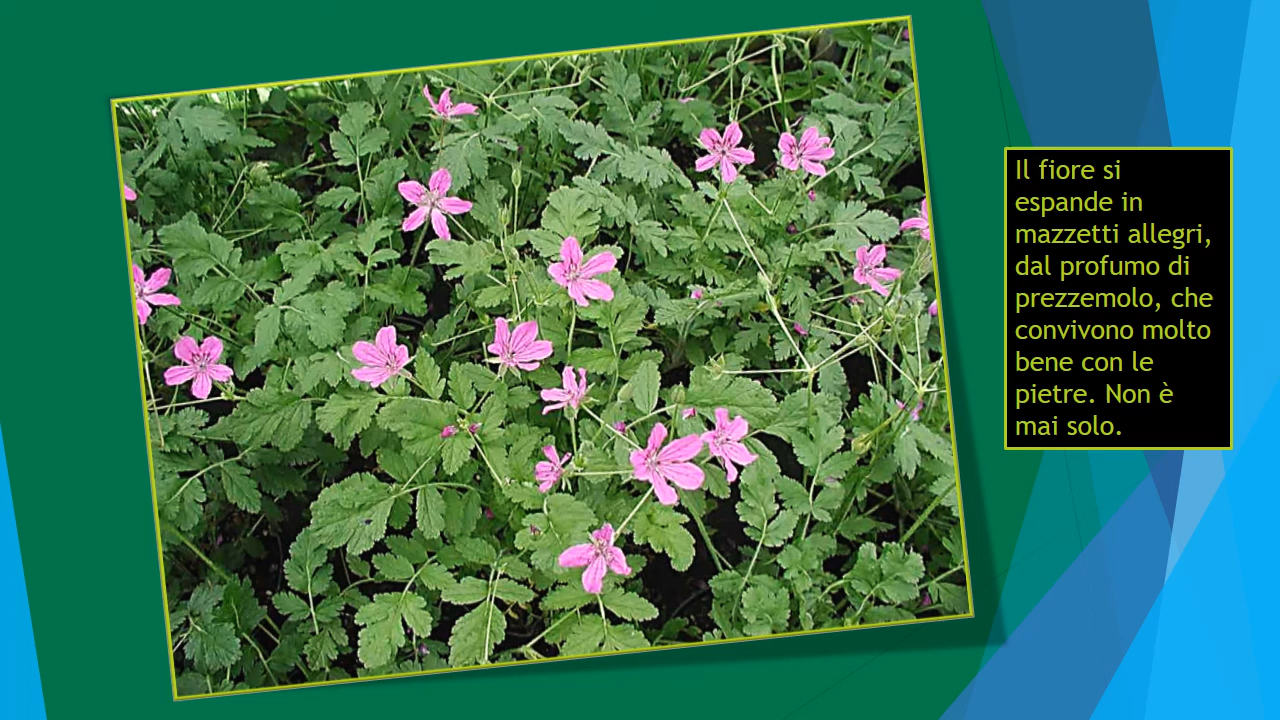 Il fiore si
espande in
mazzetti allegri,
dal profumo di
prezzemolo, che
convivono molto
bene con le
pietre. Non è
mai solo.